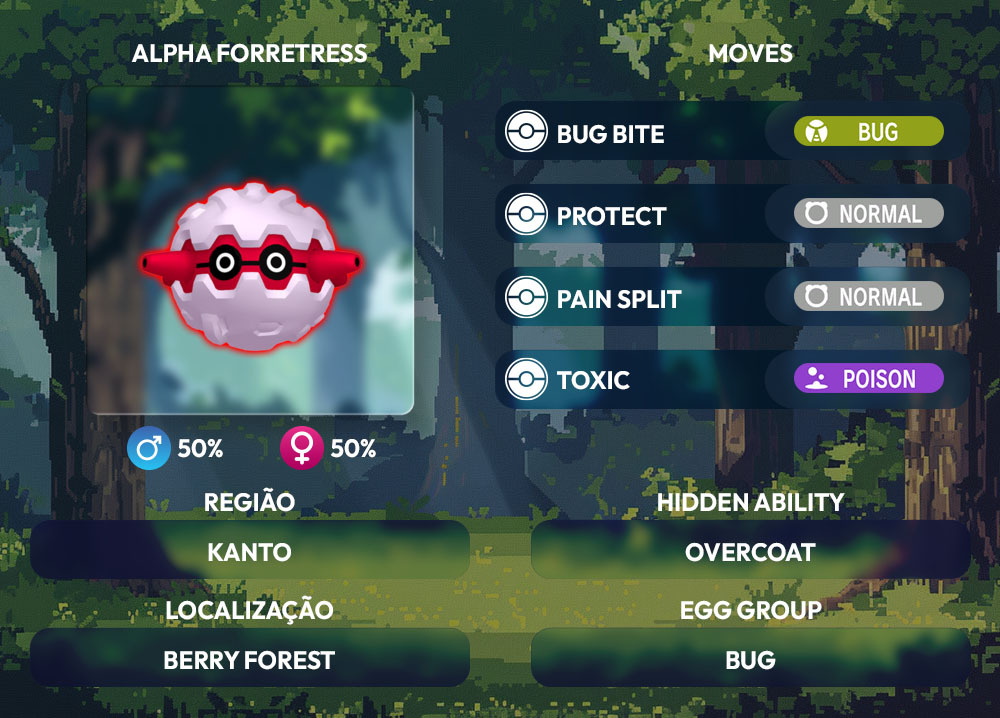 ALPHA FORRETRESS
50%
50%
REGIÃO
KANTO
LOCALIZAÇÃO
BERRY FOREST
MOVES
BUG BITE
BUG
PROTECT
NORMAL
PAIN SPLIT
NORMAL
TOXIC
POISON
HIDDEN ABILITY
OVERCOAT
EGG GROUP
BUG